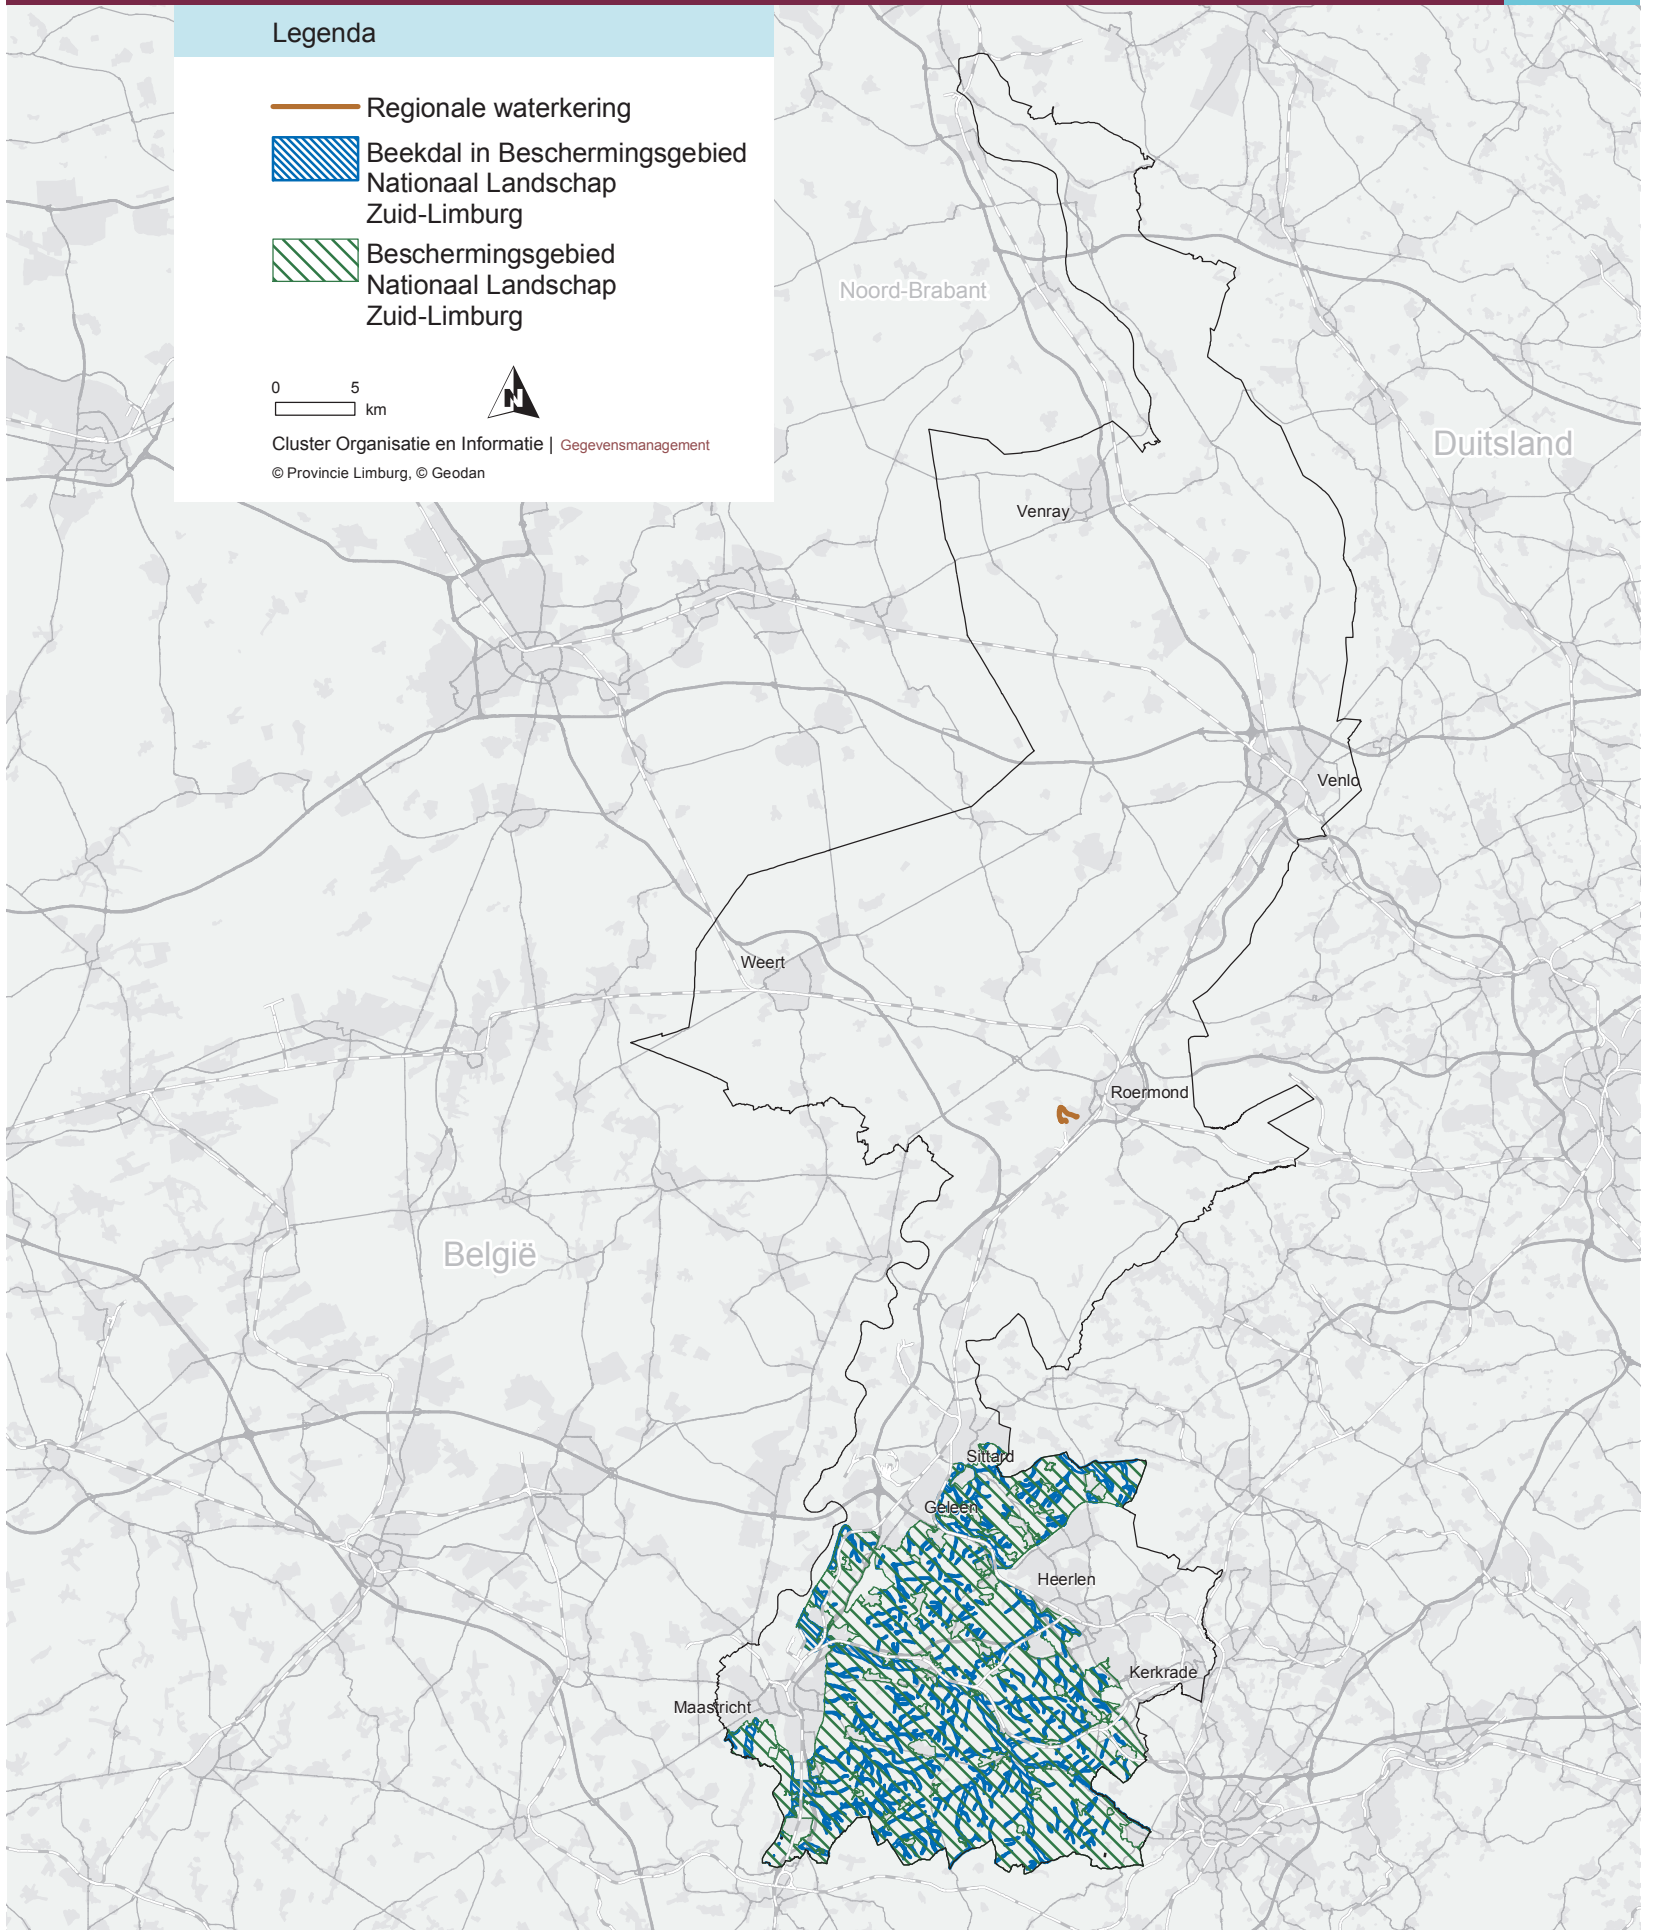 Legenda
Regionale waterkering
Beekdal in Beschermingsgebied
Nationaal Landschap
Zuid-Limburg
Beschermingsgebied
Nationaal Landschap
Zuid-Limburg
0 5
km
N
Cluster Organisatie en Informatie | Gegevensmanagement
© Provincie Limburg, © Geodan
Noord-Brabant
Duitsland
Venray
Venlo
Weert
Roermond
België
Sittard
Geleen
Heerlen
Kerkrade
Maastricht